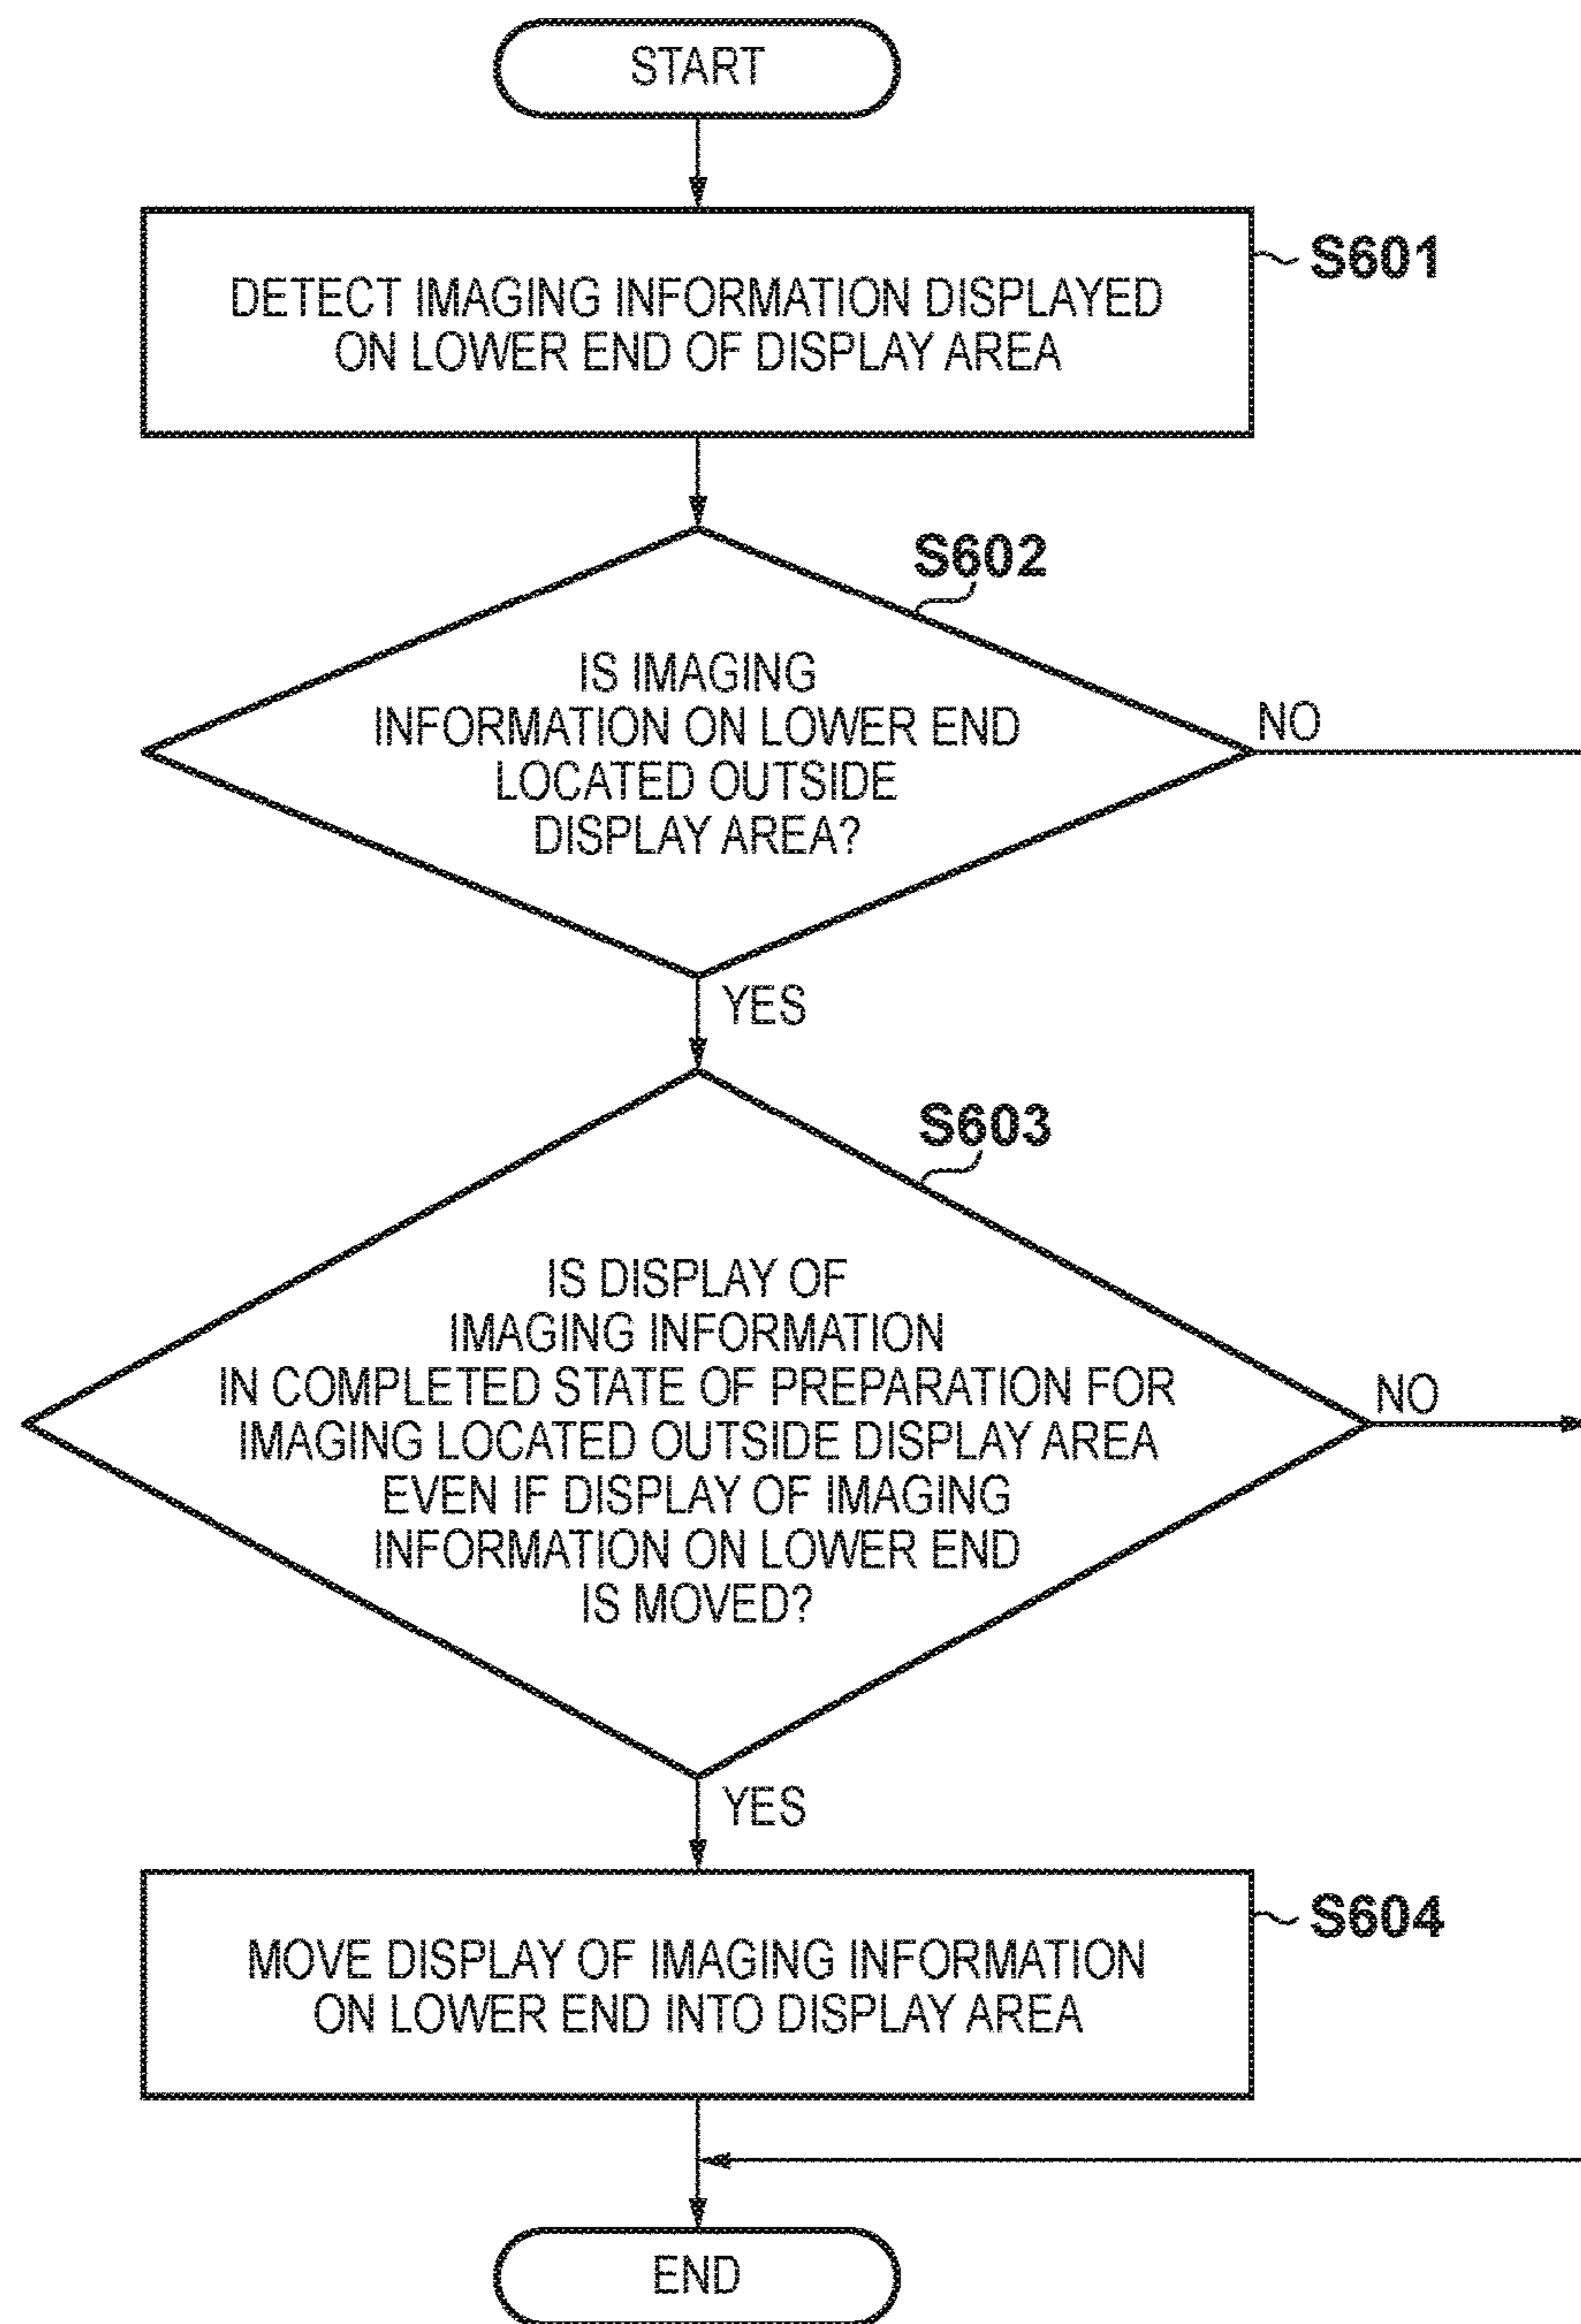 START
DETECT IMAGING INFORMATION DISPLAYED
ON LOWER END OF DISPLAY AREA
S601
S602
IS IMAGING
INFORMATION ON LOWER END
LOCATED OUTSIDE
DISPLAY AREA?
NO
YES
S603
IS DISPLAY OF
IMAGING INFORMATION
IN COMPLETED STATE OF PREPARATION FOR
IMAGING LOCATED OUTSIDE DISPLAY AREA
EVEN IF DISPLAY OF IMAGING
INFORMATION ON LOWER END
IS MOVED?
NO
YES
S604
MOVE DISPLAY OF IMAGING INFORMATION
ON LOWER END INTO DISPLAY AREA
END